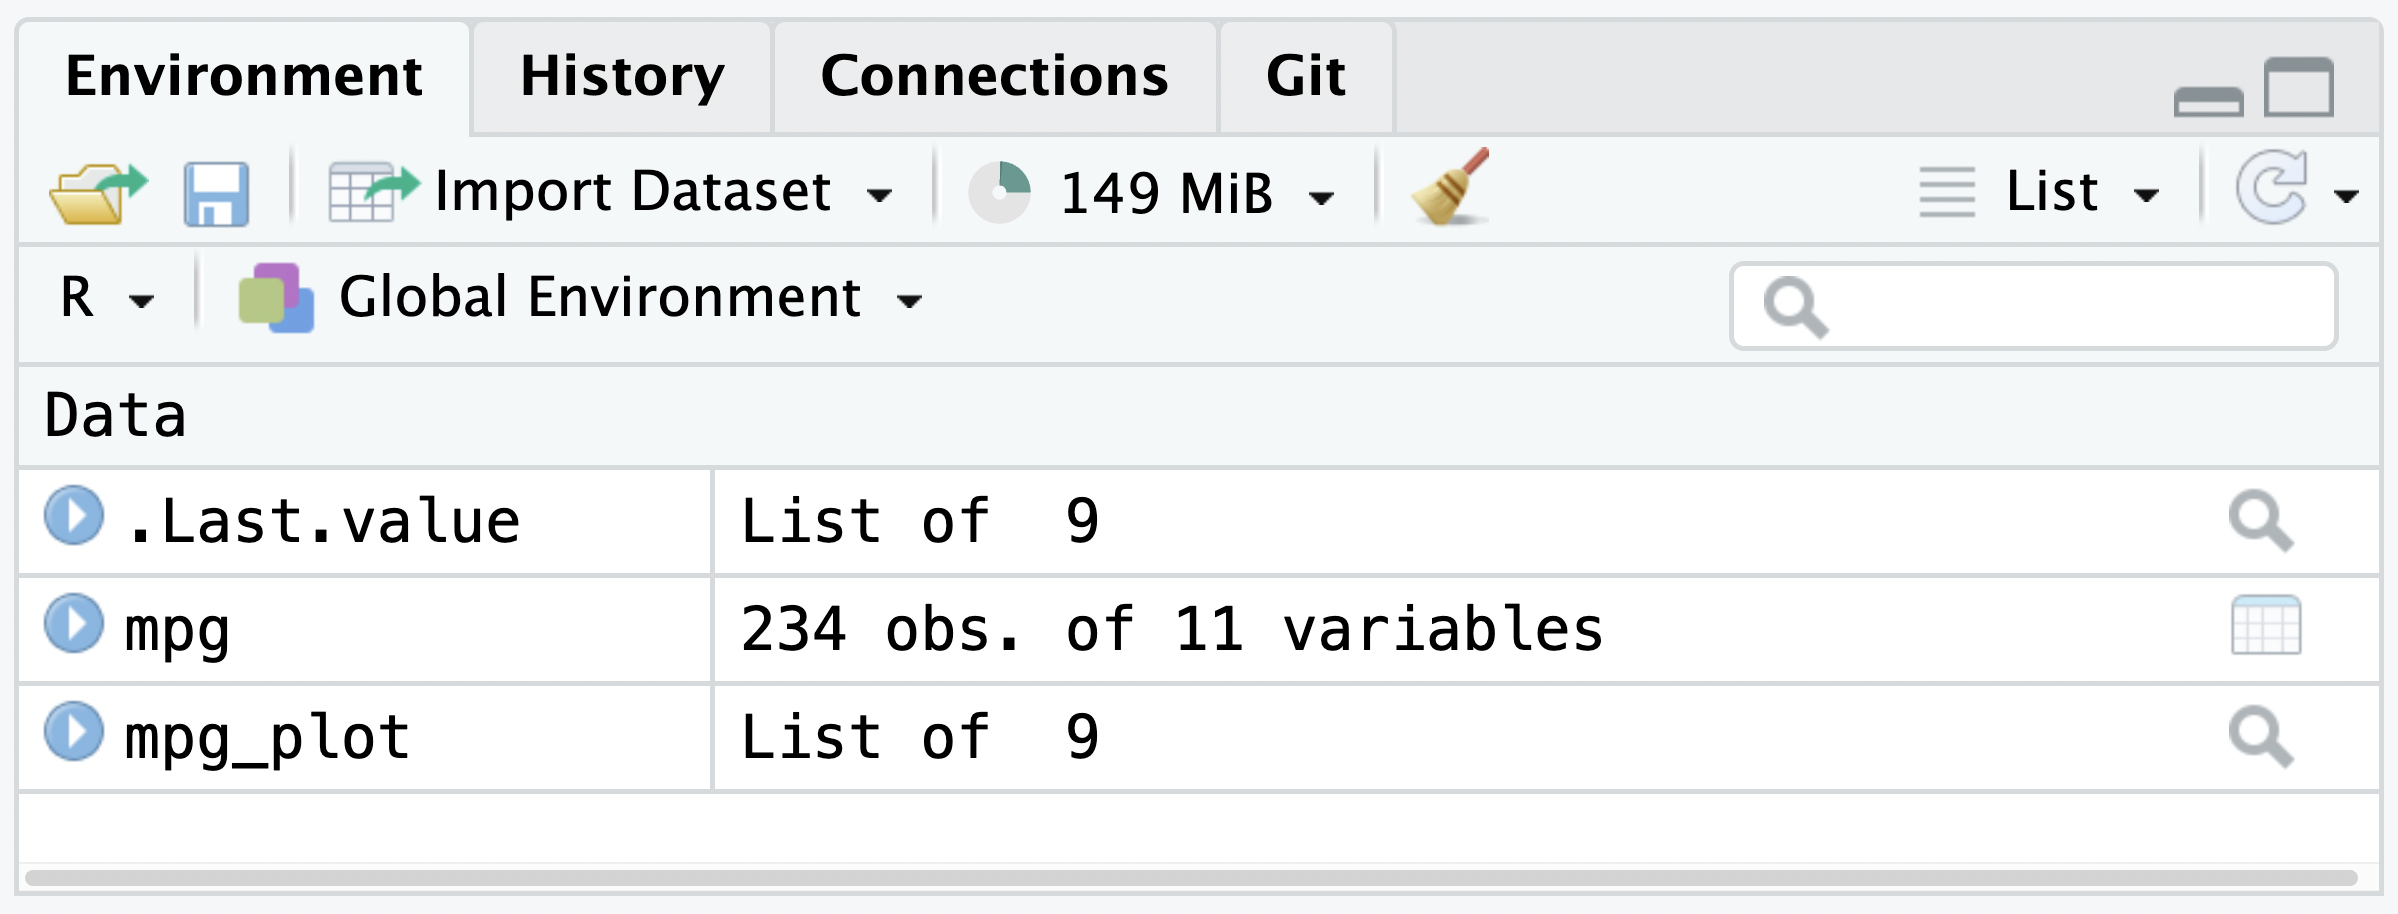 Environment History Connections Git
Import Dataset 149 MiB List
R Global Environment
Data
.Last.value List of  9
mpg 234 obs. of 11 variables
mpg_plot List of  9